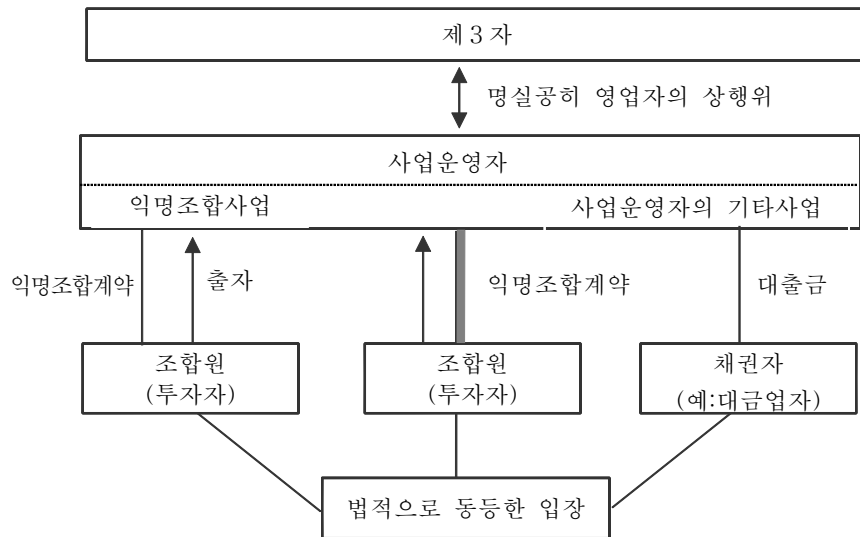 제3자
명실공히 영업자의 상행위
사업운영자
익명조합사업 사업운영자의 기타사업
익명조합계약 출자 익명조합계약 대출금
조합원 조합원 채권자
(투자자) (투자자) (예:대금업자)
법적으로 동등한 입장